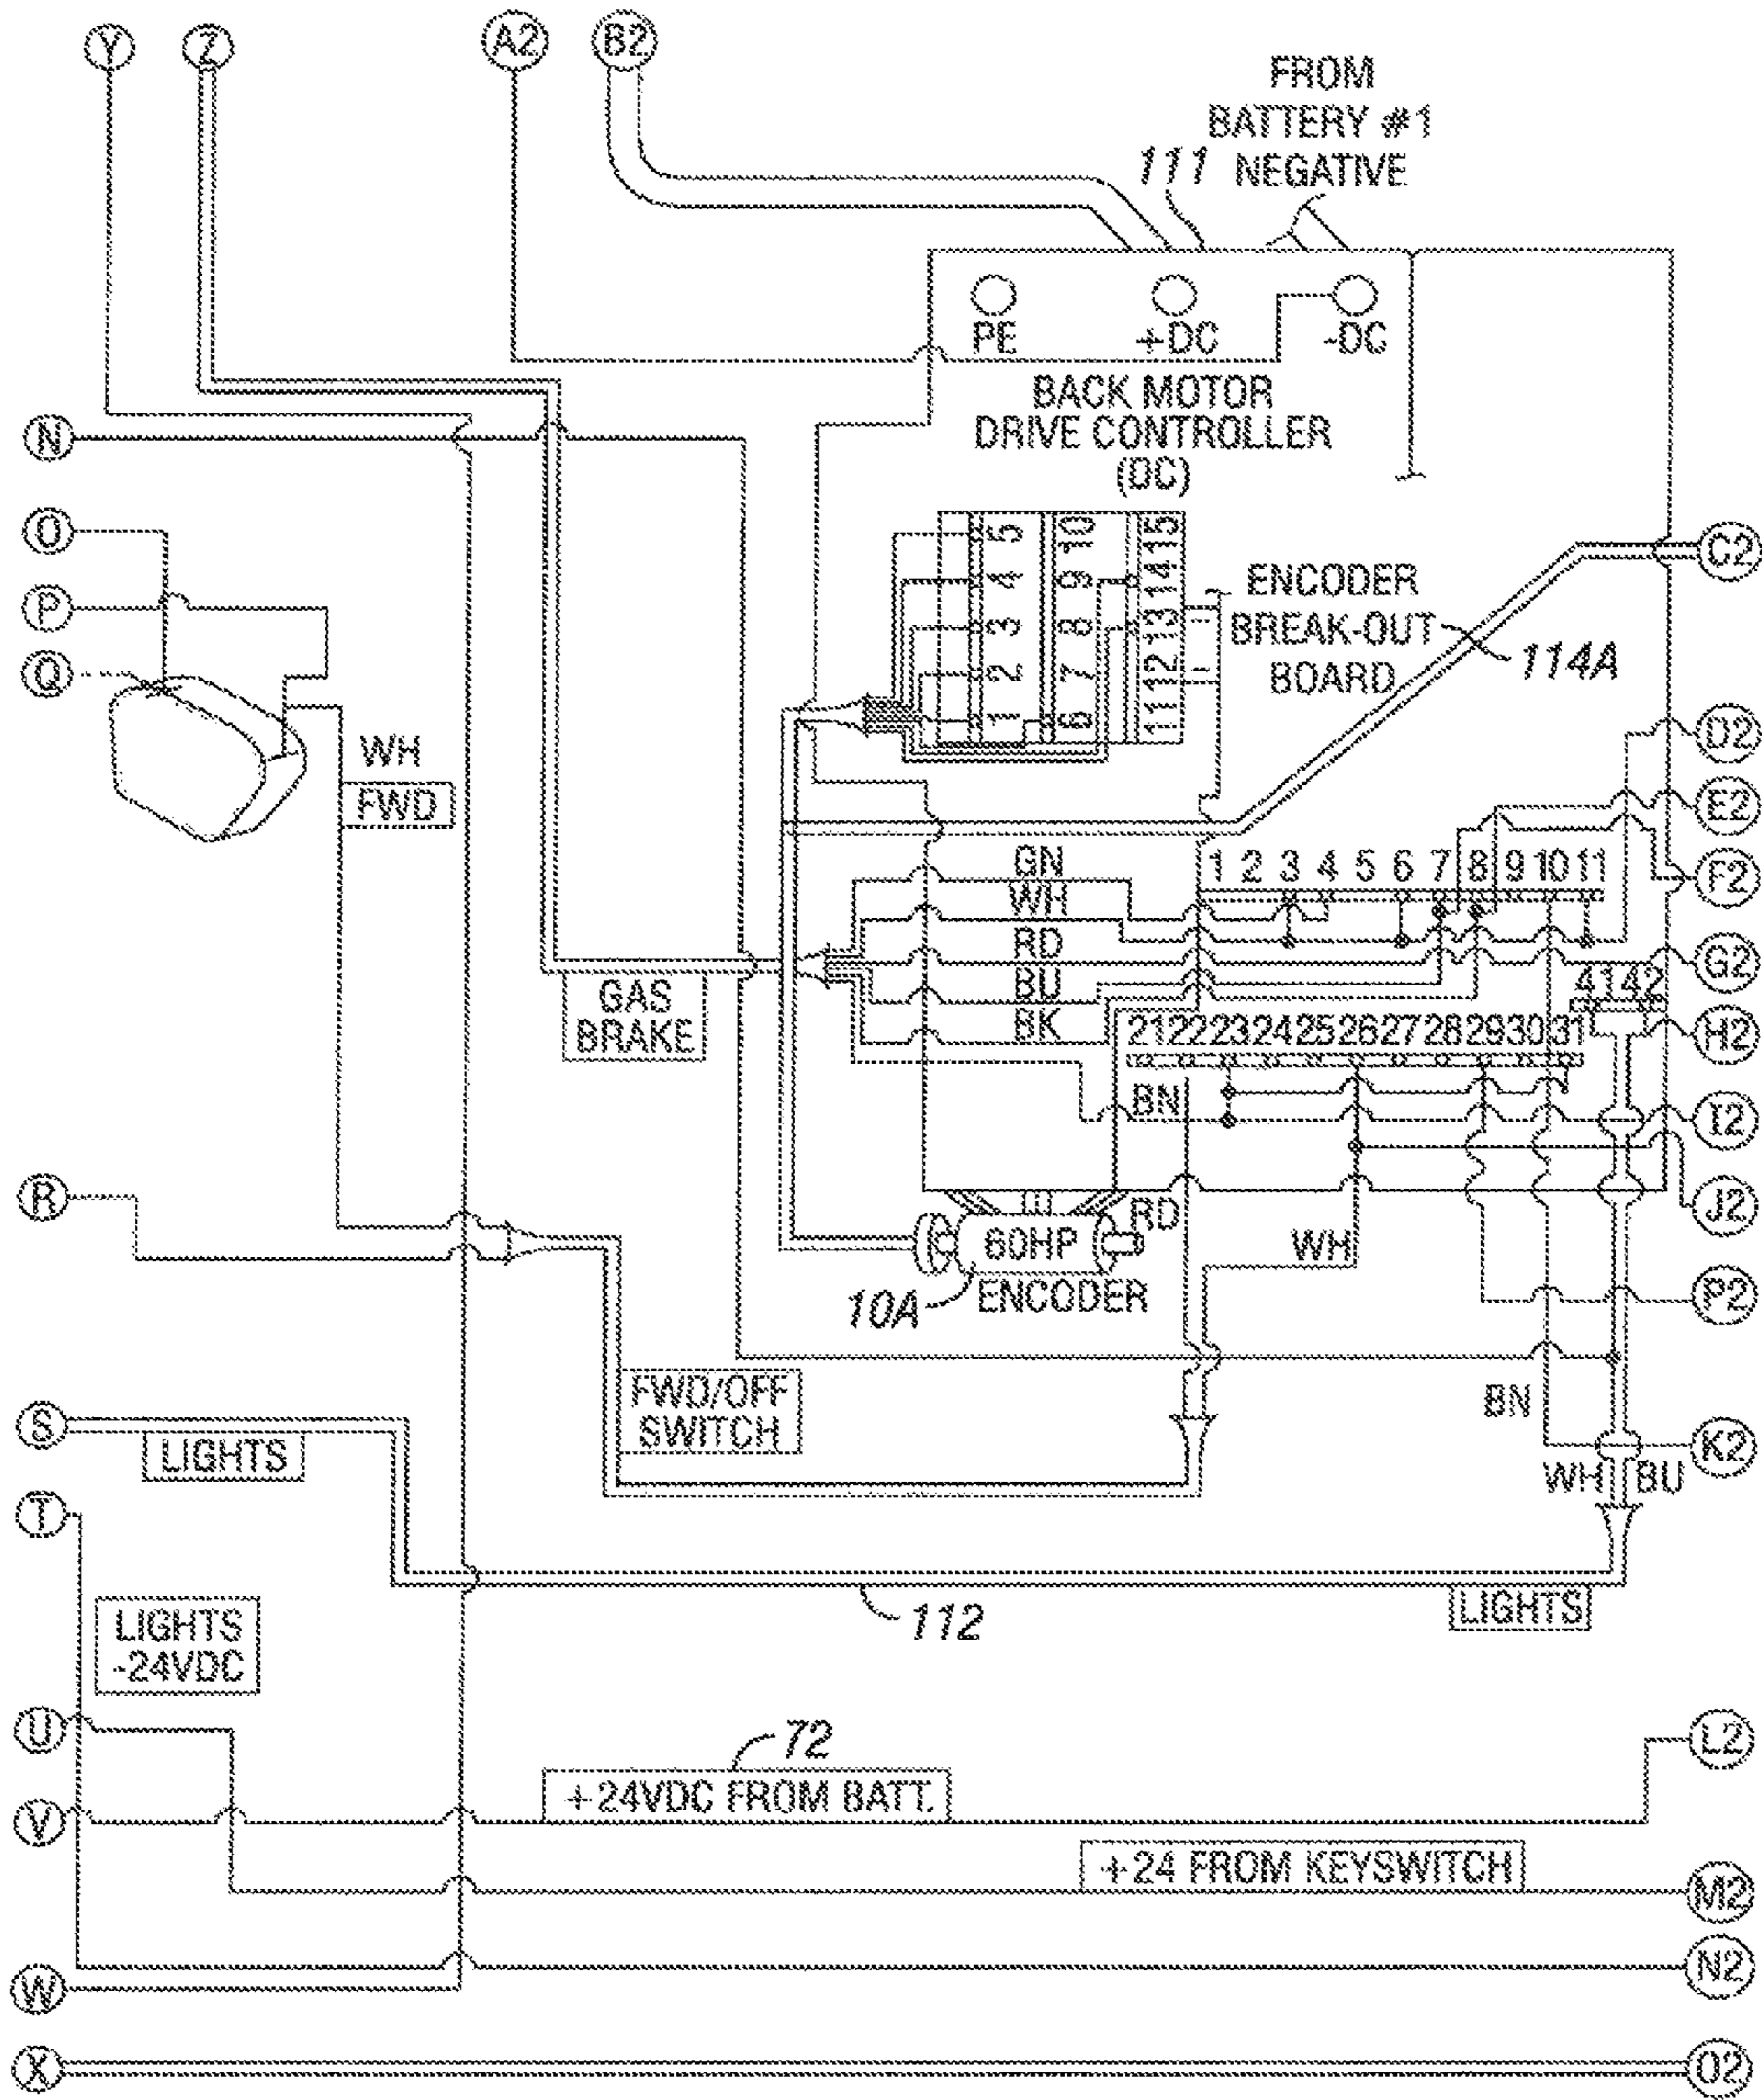 Y
Z
A2
B2
FROM
BATTERY #1
NEGATIVE
111
PE
+DC
-DC
BACK MOTOR
DRIVE CONTROLLER
(DC)
N
O
P
Q
C2
5 10 15
4 9 14
3 8 13
2 7 12
1 6 11
ENCODER
BREAK-OUT
BOARD
114A
D2
WH
FWD
E2
F2
GN
WH
RD
BU
BK
1 2 3 4 5 6 7 8 9 10 11
G2
41 42
GAS
BRAKE
21 22 23 24 25 26 27 28 29 30 31
H2
BN
I2
R
J2
RD
60HP
WH
10A
ENCODER
P2
FWD/OFF
SWITCH
BN
S
LIGHTS
K2
WH
BU
T
112
LIGHTS
LIGHTS
-24VDC
U
72
L2
+24VDC FROM BATT.
V
+24 FROM KEYSWITCH
M2
N2
W
X
O2